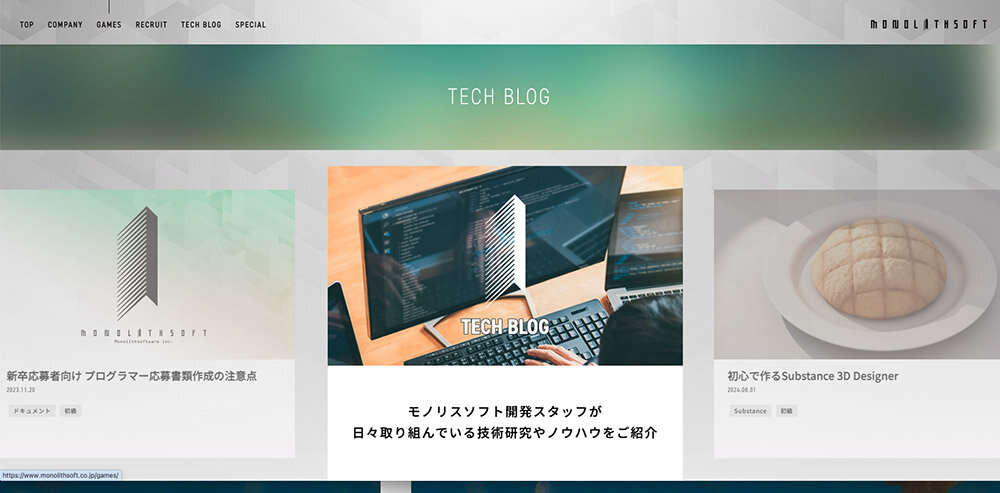 TOP COMPANY GAMES RECRUIT TECH BLOG SPECIAL
MONOLITHSOFT
TECH BLOG
MONOLITHSOFT
Monolithsoftware inc.
新卒応募者向け プログラマー応募書類作成の注意点
2023.11.20
ドキュメント 初級
TECH BLOG
モノリスソフト開発スタッフが
日々取り組んでいる技術研究やノウハウをご紹介
初心で作るSubstance 3D Designer
2024.08.01
Substance 初級
https://www.monolithsoft.co.jp/games/